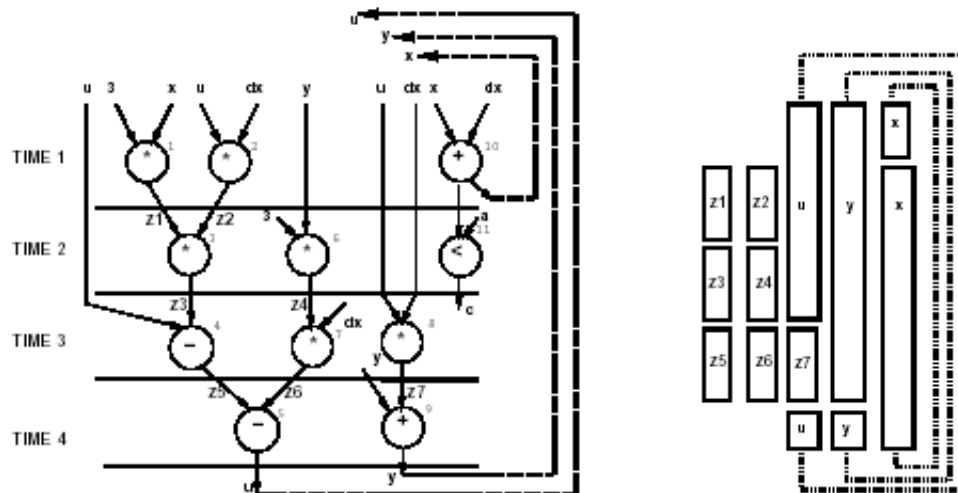 u
y
x
u 3 x u dx y u dx x dx
TIME 1 * 1 * 2 + 10 x
z1 z2 3 a z1 z2 u y x
TIME 2 * 3 * 6 < 11
z3 z4 c z3 z4
dx
TIME 3 - 4 * 7 * 8 y
z5 z6 z7 z5 z6 z7
TIME 4 - 5 + 9 u y
u y